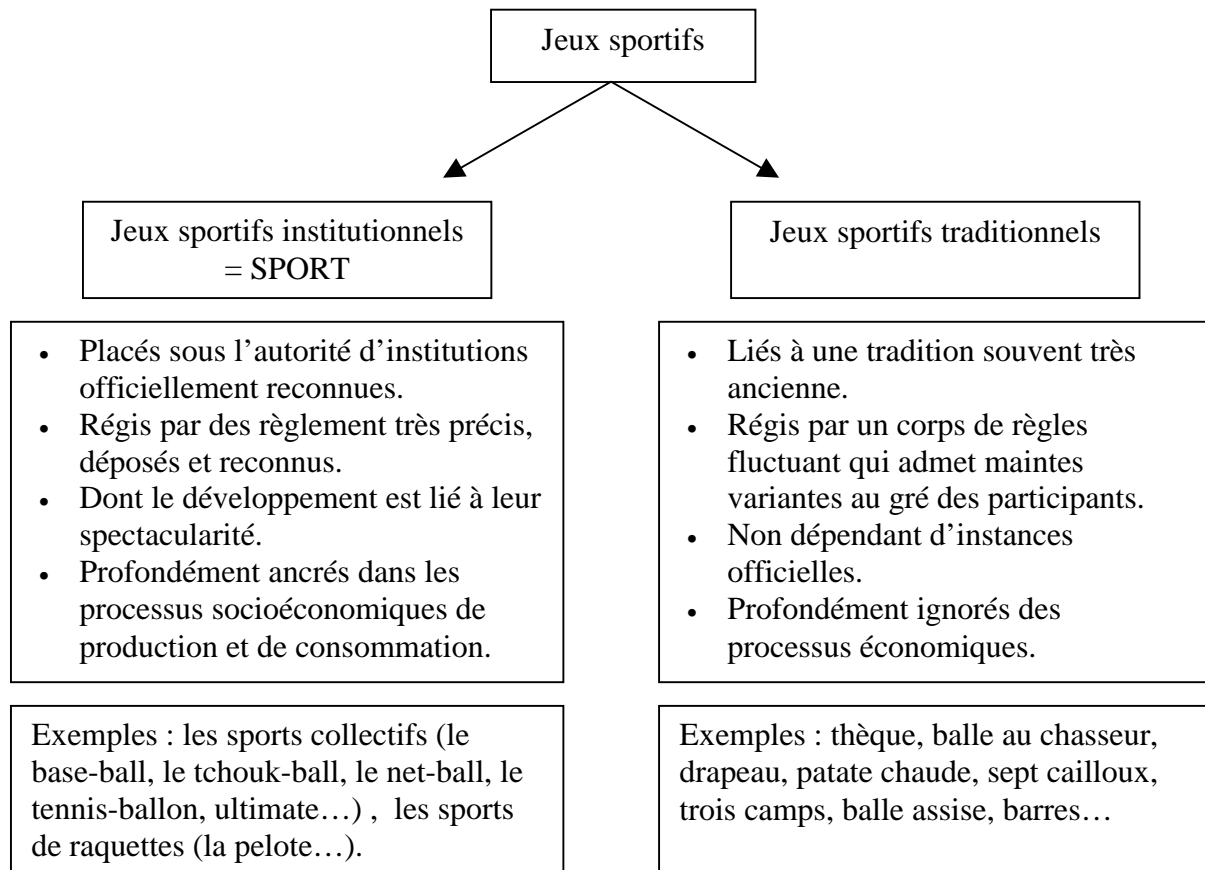 Jeux sportifs
Jeux sportifs institutionnels
= SPORT
Jeux sportifs traditionnels
• Placés sous l’autorité d’institutions
officiellement reconnues.
• Régis par des règlement très précis,
déposés et reconnus.
• Dont le développement est lié à leur
spectacularité.
• Profondément ancrés dans les
processus socioéconomiques de
production et de consommation.
• Liés à une tradition souvent très
ancienne.
• Régis par un corps de règles
fluctuant qui admet maintes
variantes au gré des participants.
• Non dépendant d’instances
officielles.
• Profondément ignorés des
processus économiques.
Exemples : les sports collectifs (le
base-ball, le tchouk-ball, le net-ball, le
tennis-ballon, ultimate…) , les sports
de raquettes (la pelote…).
Exemples : thèque, balle au chasseur,
drapeau, patate chaude, sept cailloux,
trois camps, balle assise, barres…